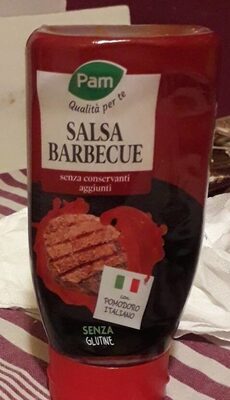 Pam
Qualità per te
SALSA
BARBECUE
senza conservanti
aggiunti
con
POMODORO
ITALIANO
SENZA
GLUTINE